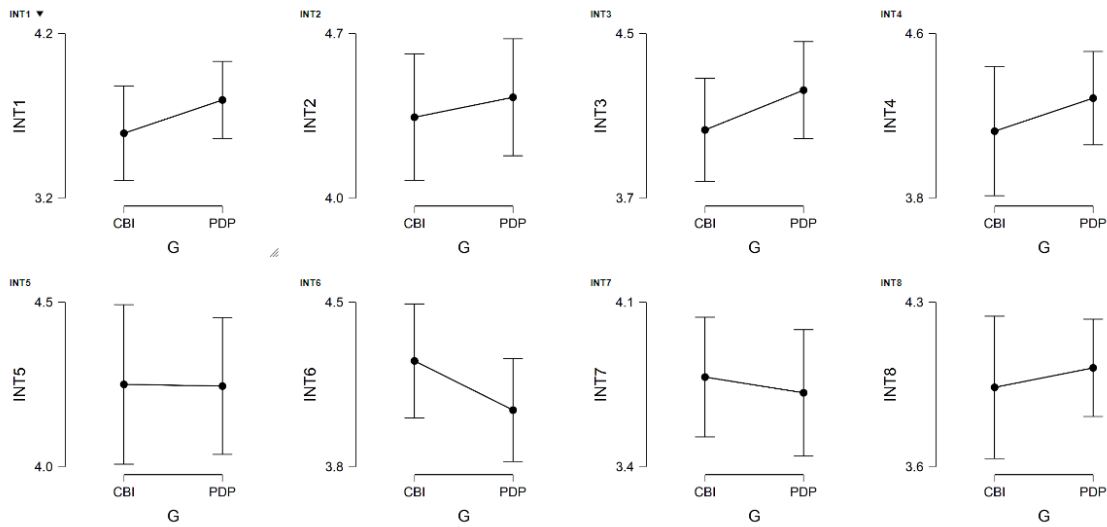 INT1 ▼
INT1
4.2
3.2
CBI PDP
G
INT2
INT2
4.7
4.0
CBI PDP
G
INT3
INT3
4.5
3.7
CBI PDP
G
INT4
INT4
4.6
3.8
CBI PDP
G
INT5
INT5
4.5
4.0
CBI PDP
G
INT6
INT6
4.5
3.8
CBI PDP
G
INT7
INT7
4.1
3.4
CBI PDP
G
INT8
INT8
4.3
3.6
CBI PDP
G